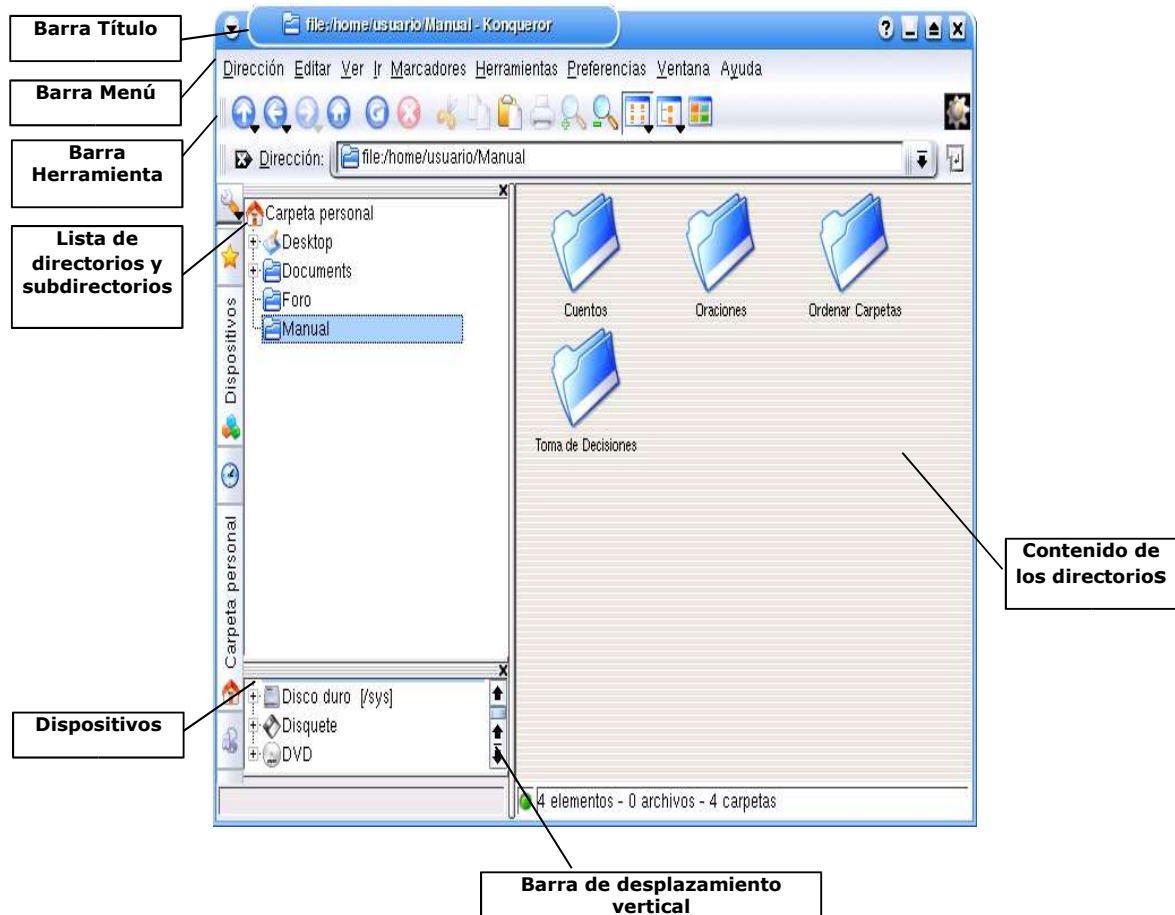 Barra Título
file:/home/usuario/Manual - Konqueror
Barra Menú
Dirección Editar Ver Ir Marcadores Herramientas Preferencias Ventana Ayuda
Barra
Herramienta
Dirección: file:/home/usuario/Manual
Lista de
directorios y
subdirectorios
Carpeta personal
Desktop
Documents
Foro
Manual
Dispositivos
Carpeta personal
Cuentos
Oraciones
Ordenar Carpetas
Toma de Decisiones
Contenido de
los directorios
Dispositivos
Disco duro [/sys]
Disquete
DVD
4 elementos - 0 archivos - 4 carpetas
Barra de desplazamiento
vertical